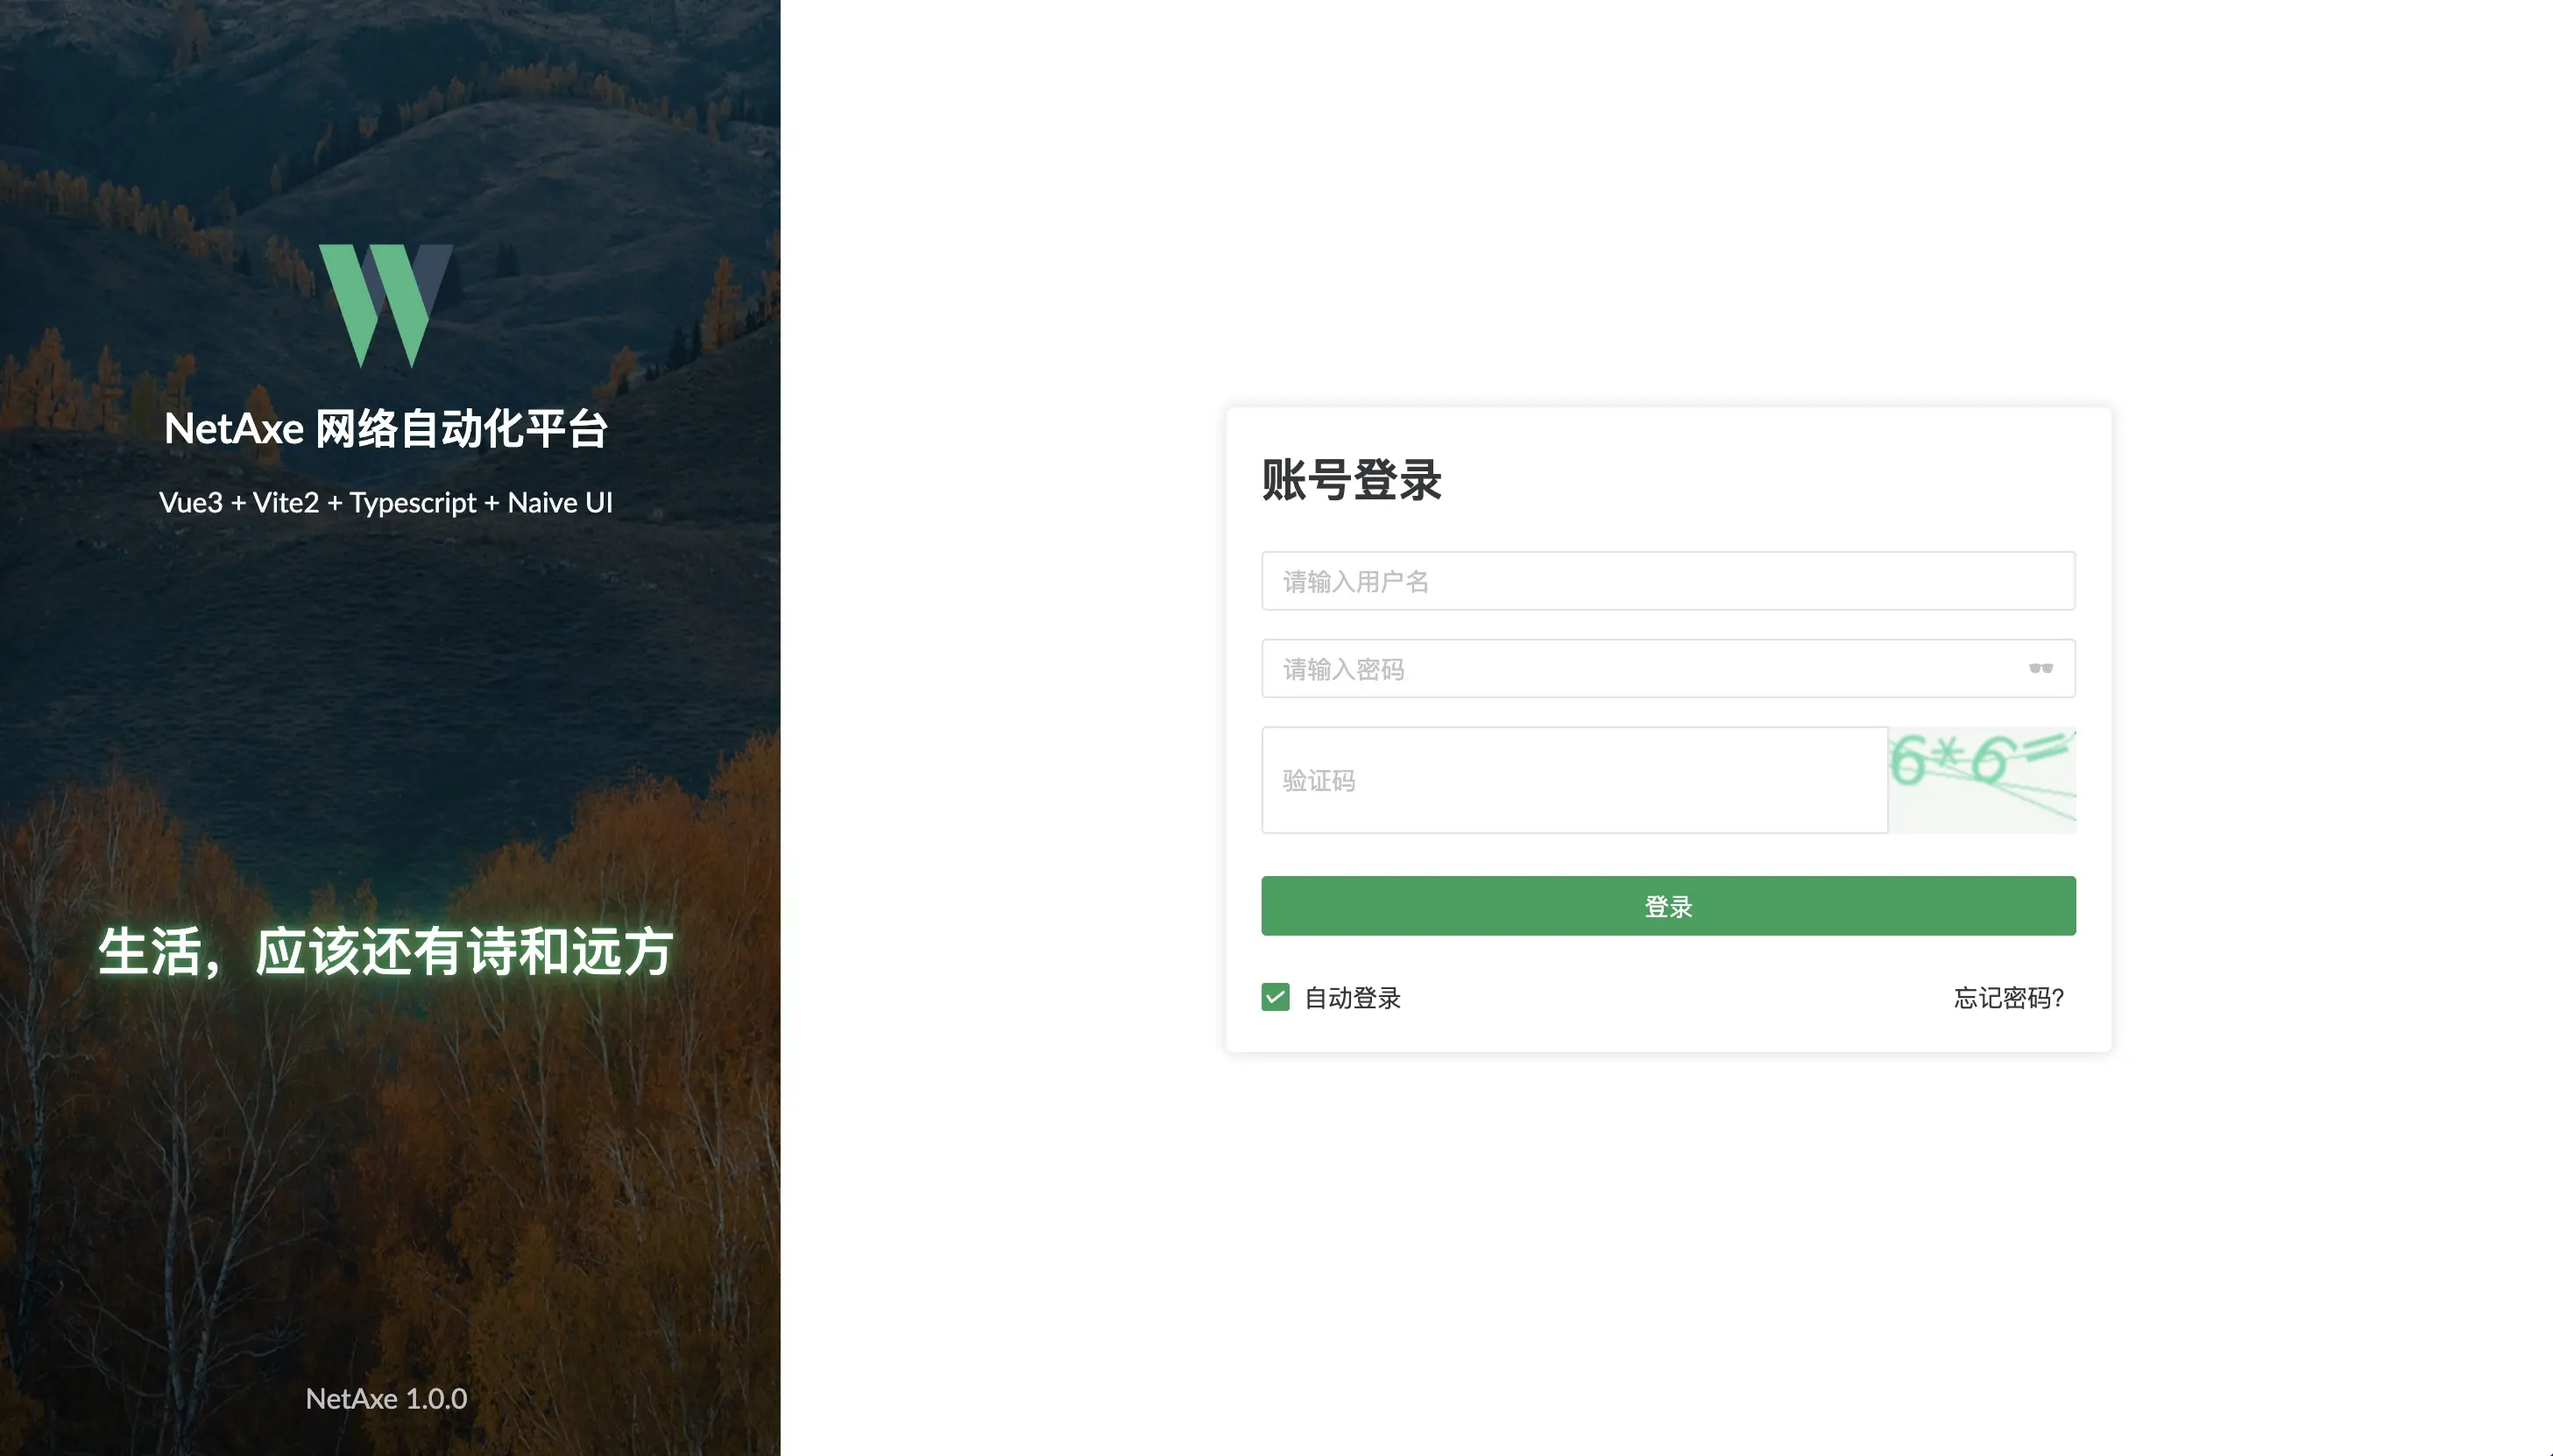 NetAxe 网络自动化平台
Vue3 + Vite2 + Typescript + Naive UI
生活，应该还有诗和远方
NetAxe 1.0.0
账号登录
请输入用户名
请输入密码
验证码
6*6=
登录
自动登录
忘记密码?